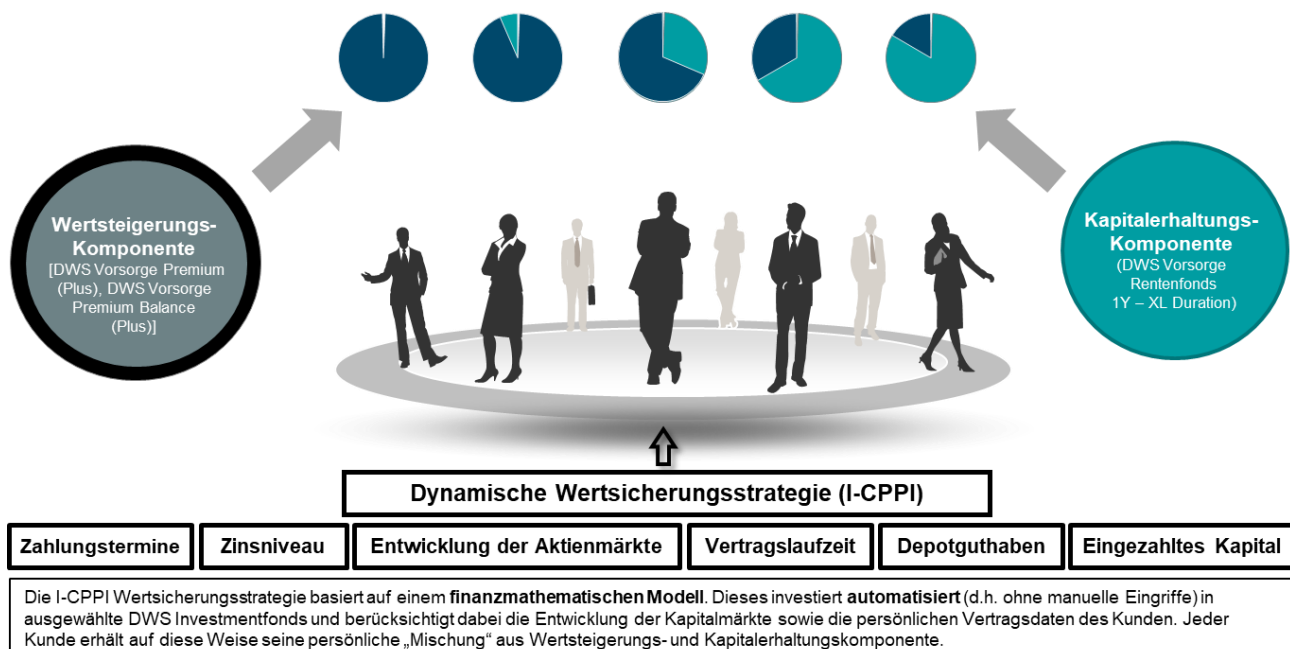 Wertsteigerungs-
Komponente
[DWS Vorsorge Premium
(Plus), DWS Vorsorge
Premium Balance
(Plus)]
Kapitalerhaltungs-
Komponente
(DWS Vorsorge
Rentenfonds
1Y – XL Duration)
Dynamische Wertsicherungsstrategie (I-CPPI)
Zahlungstermine
Zinsniveau
Entwicklung der Aktienmärkte
Vertragslaufzeit
Depotguthaben
Eingezahltes Kapital
Die I-CPPI Wertsicherungsstrategie basiert auf einem finanzmathematischen Modell. Dieses investiert automatisiert (d.h. ohne manuelle Eingriffe) in
ausgewählte DWS Investmentfonds und berücksichtigt dabei die Entwicklung der Kapitalmärkte sowie die persönlichen Vertragsdaten des Kunden. Jeder
Kunde erhält auf diese Weise seine persönliche „Mischung“ aus Wertsteigerungs- und Kapitalerhaltungskomponente.